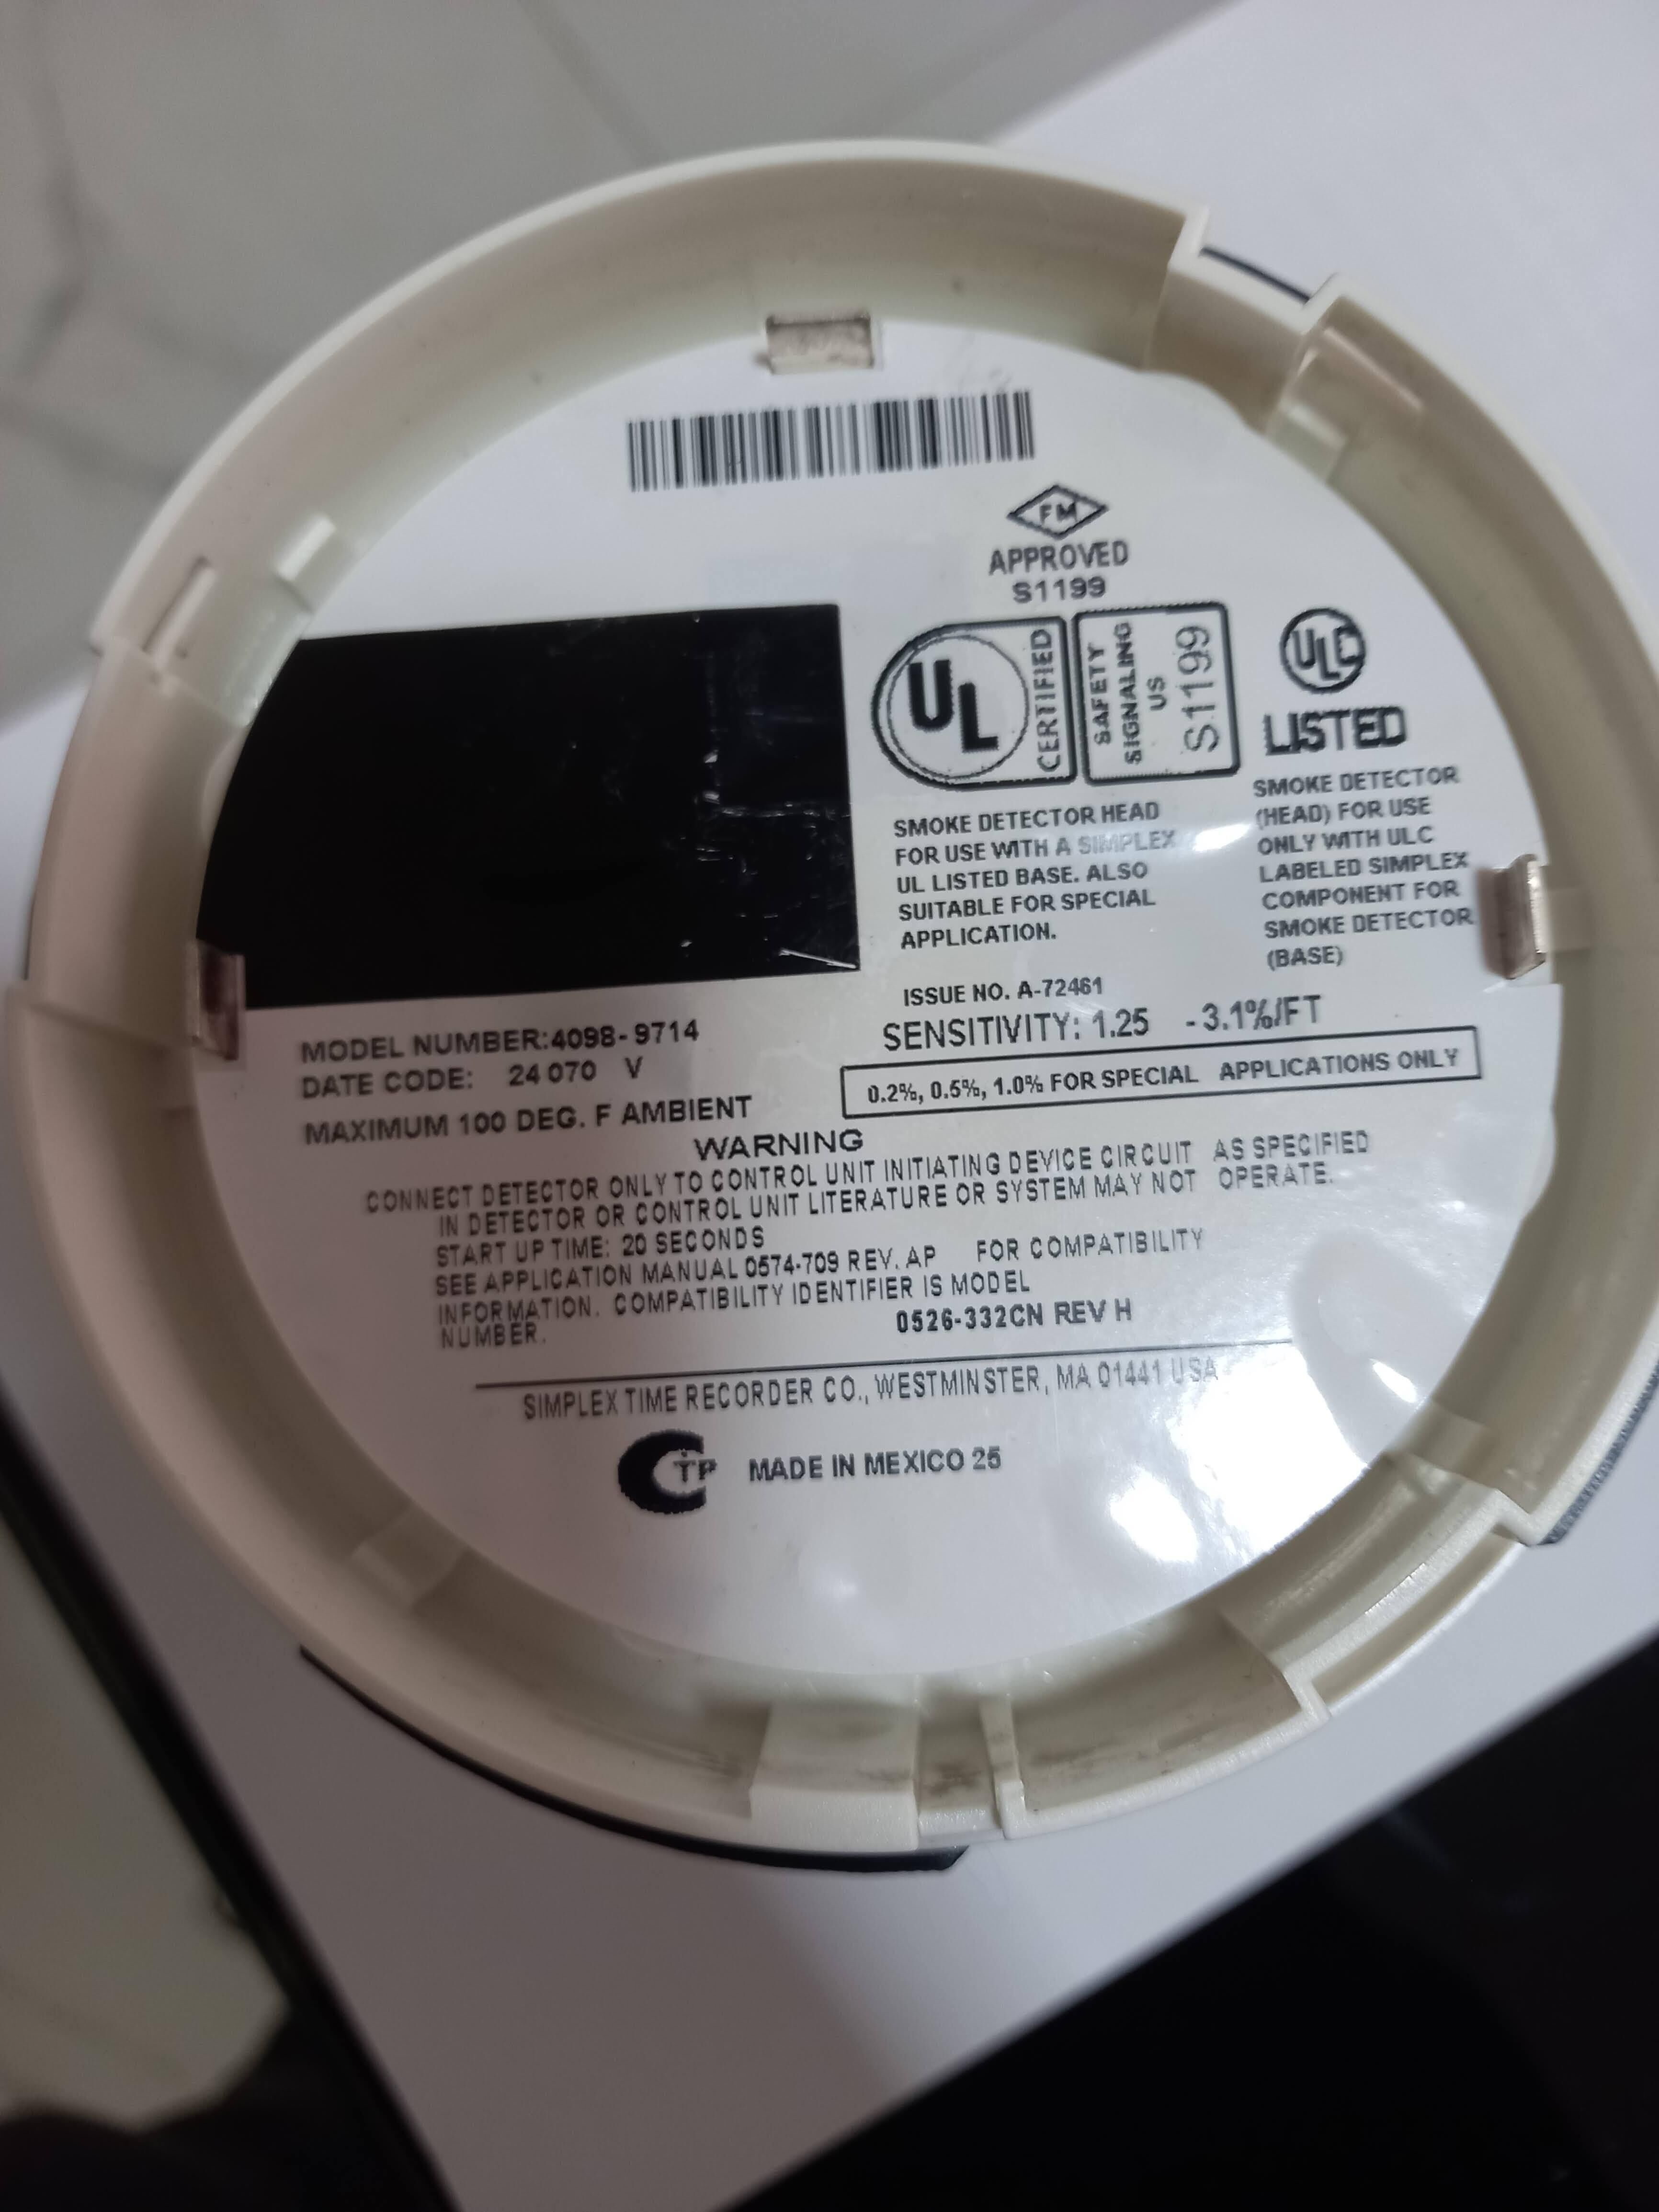 FM
APPROVED
S1199
UL
CERTIFIED
SAFETY
SIGNALING
US
S1199
ULC
LISTED
SMOKE DETECTOR HEAD
FOR USE WITH A SIMPLEX
UL LISTED BASE. ALSO
SUITABLE FOR SPECIAL
APPLICATION.
SMOKE DETECTOR
(HEAD) FOR USE
ONLY WITH ULC
LABELED SIMPLEX
COMPONENT FOR
SMOKE DETECTOR
(BASE)
ISSUE NO. A-72461
SENSITIVITY: 1.25 - 3.1%/FT
0.2%, 0.5%, 1.0% FOR SPECIAL APPLICATIONS ONLY
MODEL NUMBER:4098-9714
DATE CODE: 24 070 V
MAXIMUM 100 DEG. F AMBIENT
WARNING
CONNECT DETECTOR ONLY TO CONTROL UNIT INITIATING DEVICE CIRCUIT AS SPECIFIED
IN DETECTOR OR CONTROL UNIT LITERATURE OR SYSTEM MAY NOT OPERATE.
START UP TIME: 20 SECONDS
SEE APPLICATION MANUAL 0574-709 REV. AP FOR COMPATIBILITY
INFORMATION. COMPATIBILITY IDENTIFIER IS MODEL
NUMBER. 0526-332CN REV H
SIMPLEX TIME RECORDER CO., WESTMINSTER, MA 01441 USA
CTP MADE IN MEXICO 25